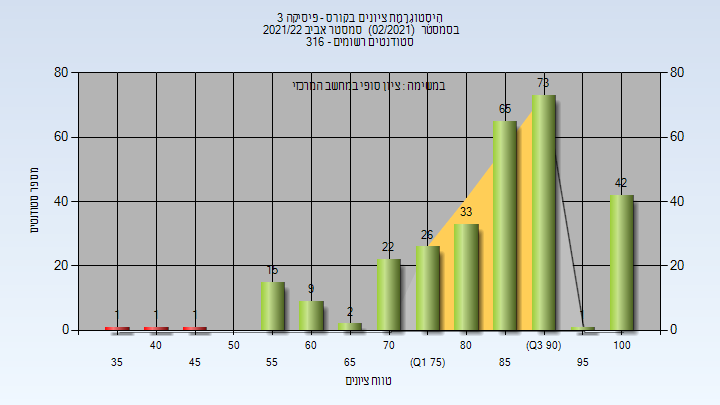 היסטוגרמת ציונים בקורס - פיסיקה 3
בסמסטר (02/2021) סמסטר אביב 2021/22
סטודנטים רשומים - 316
במשימה : ציון סופי במחשב המרכזי
מספר סטודנטים
80 80
60 60
40 40
20 20
0 0
1 1 1 15 9 2 22 26 33 65 73 1 42
35 40 45 50 55 60 65 70 (Q1 75) 80 85 (Q3 90) 95 100
טווח ציונים